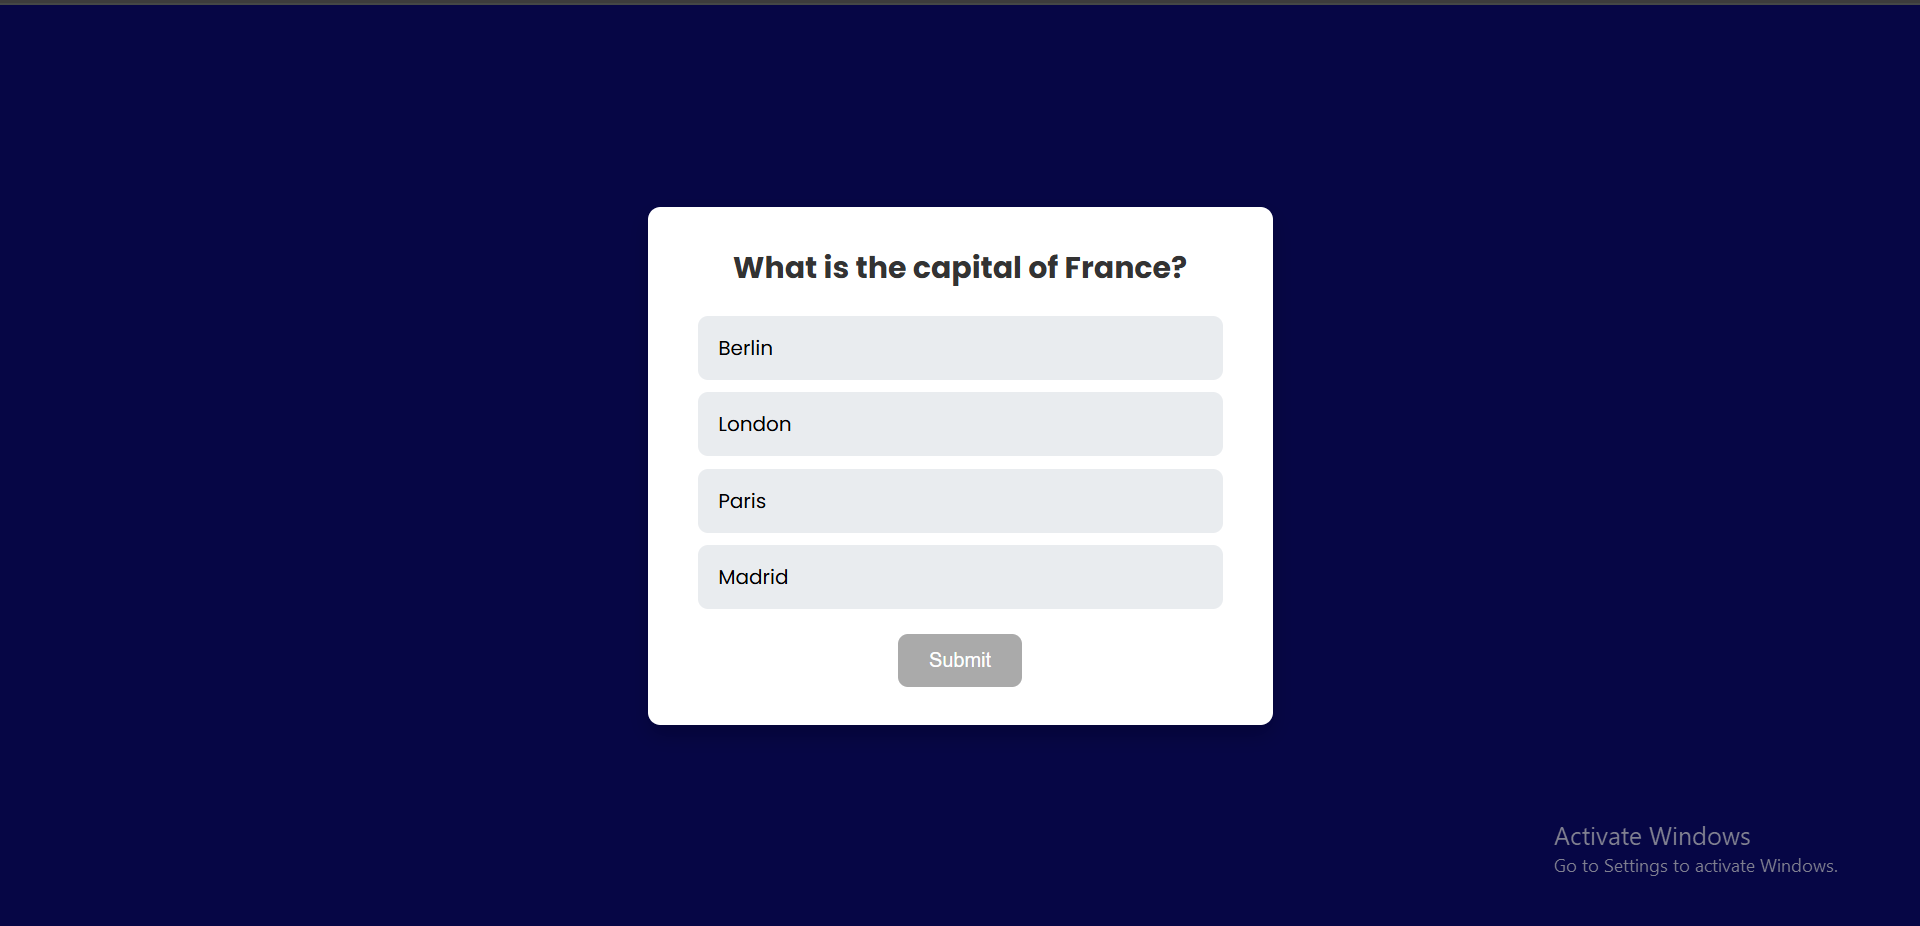 What is the capital of France?
Berlin
London
Paris
Madrid
Submit
Activate Windows
Go to Settings to activate Windows.